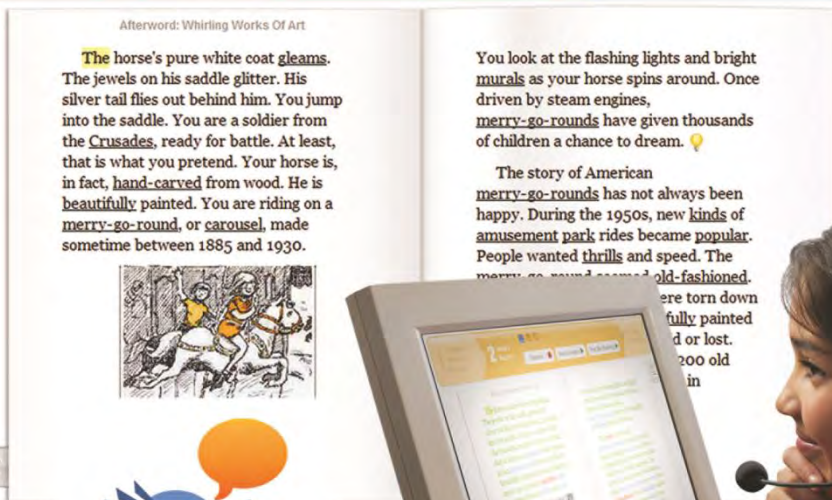 Afterword: Whirling Works Of Art
The horse's pure white coat gleams.
The jewels on his saddle glitter. His
silver tail flies out behind him. You jump
into the saddle. You are a soldier from
the Crusades, ready for battle. At least,
that is what you pretend. Your horse is,
in fact, hand-carved from wood. He is
beautifully painted. You are riding on a
merry-go-round, or carousel, made
sometime between 1885 and 1930.
You look at the flashing lights and bright
murals as your horse spins around. Once
driven by steam engines,
merry-go-rounds have given thousands
of children a chance to dream.
The story of American
merry-go-rounds has not always been
happy. During the 1950s, new kinds of
amusement park rides became popular.
People wanted thrills and speed. The
merry-go-round seemed old-fashioned.
ere torn down
fully painted
d or lost.
200 old
in